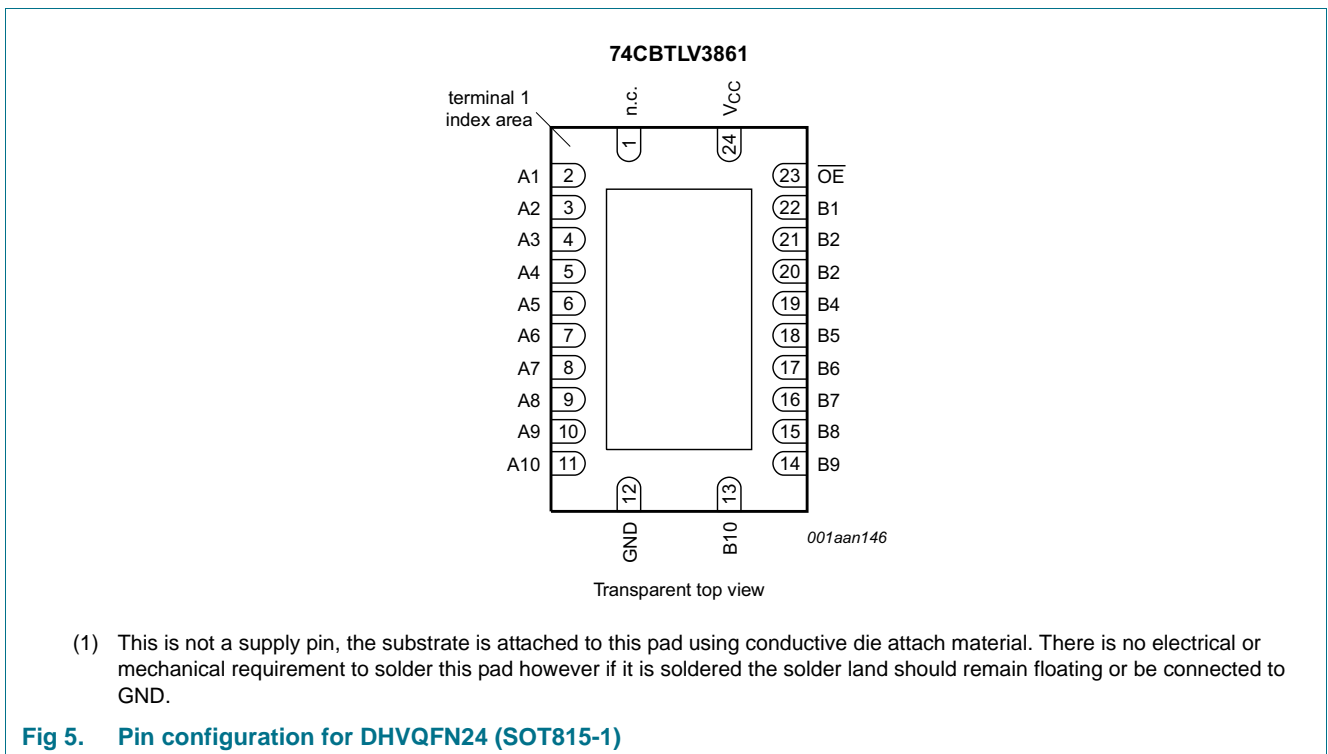 74CBTLV3861
terminal 1
index area
n.c.
VCC
1
24
A1 2
23 OE
A2 3
22 B1
A3 4
21 B2
A4 5
20 B2
A5 6
19 B4
A6 7
18 B5
A7 8
17 B6
A8 9
16 B7
A9 10
15 B8
A10 11
14 B9
12
13
GND
B10
001aan146
Transparent top view
(1) This is not a supply pin, the substrate is attached to this pad using conductive die attach material. There is no electrical or
mechanical requirement to solder this pad however if it is soldered the solder land should remain floating or be connected to
GND.
Fig 5. Pin configuration for DHVQFN24 (SOT815-1)